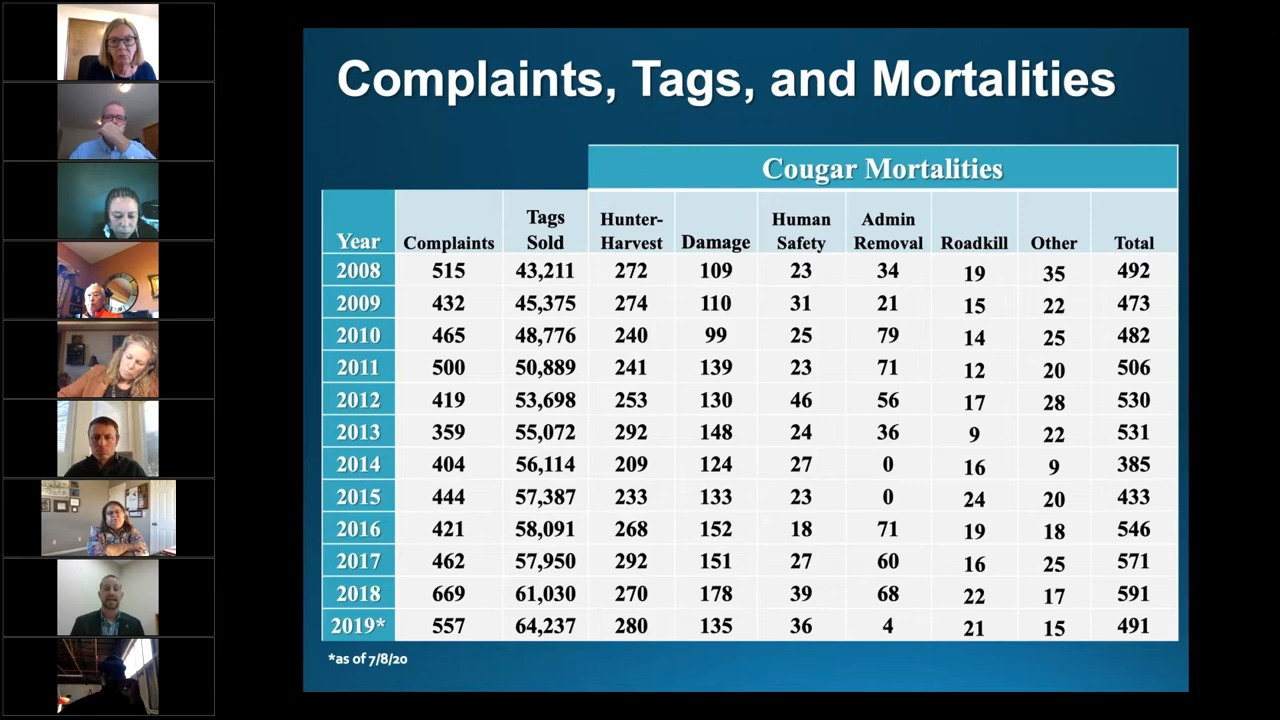 Complaints, Tags, and Mortalities
Cougar Mortalities
Year Complaints Tags Sold Hunter-Harvest Damage Human Safety Admin Removal Roadkill Other Total
2008 515 43,211 272 109 23 34 19 35 492
2009 432 45,375 274 110 31 21 15 22 473
2010 465 48,776 240 99 25 79 14 25 482
2011 500 50,889 241 139 23 71 12 20 506
2012 419 53,698 253 130 46 56 17 28 530
2013 359 55,072 292 148 24 36 9 22 531
2014 404 56,114 209 124 27 0 16 9 385
2015 444 57,387 233 133 23 0 24 20 433
2016 421 58,091 268 152 18 71 19 18 546
2017 462 57,950 292 151 27 60 16 25 571
2018 669 61,030 270 178 39 68 22 17 591
2019* 557 64,237 280 135 36 4 21 15 491
*as of 7/8/20